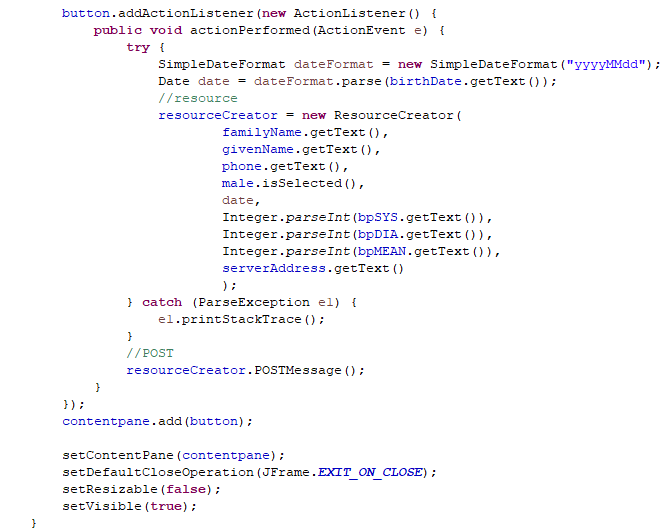 button.addActionListener(new ActionListener() {
    public void actionPerformed(ActionEvent e) {
        try {
            SimpleDateFormat dateFormat = new SimpleDateFormat("yyyyMMdd");
            Date date = dateFormat.parse(birthDate.getText());
            //resource
            resourceCreator = new ResourceCreator(
                    familyName.getText(),
                    givenName.getText(),
                    phone.getText(),
                    male.isSelected(),
                    date,
                    Integer.parseInt(bpSYS.getText()),
                    Integer.parseInt(bpDIA.getText()),
                    Integer.parseInt(bpMEAN.getText()),
                    serverAddress.getText()
                    );
        } catch (ParseException e1) {
            e1.printStackTrace();
        }
        //POST
        resourceCreator.POSTMessage();
    }
});
contentpane.add(button);

setContentPane(contentpane);
setDefaultCloseOperation(JFrame.EXIT_ON_CLOSE);
setResizable(false);
setVisible(true);
}